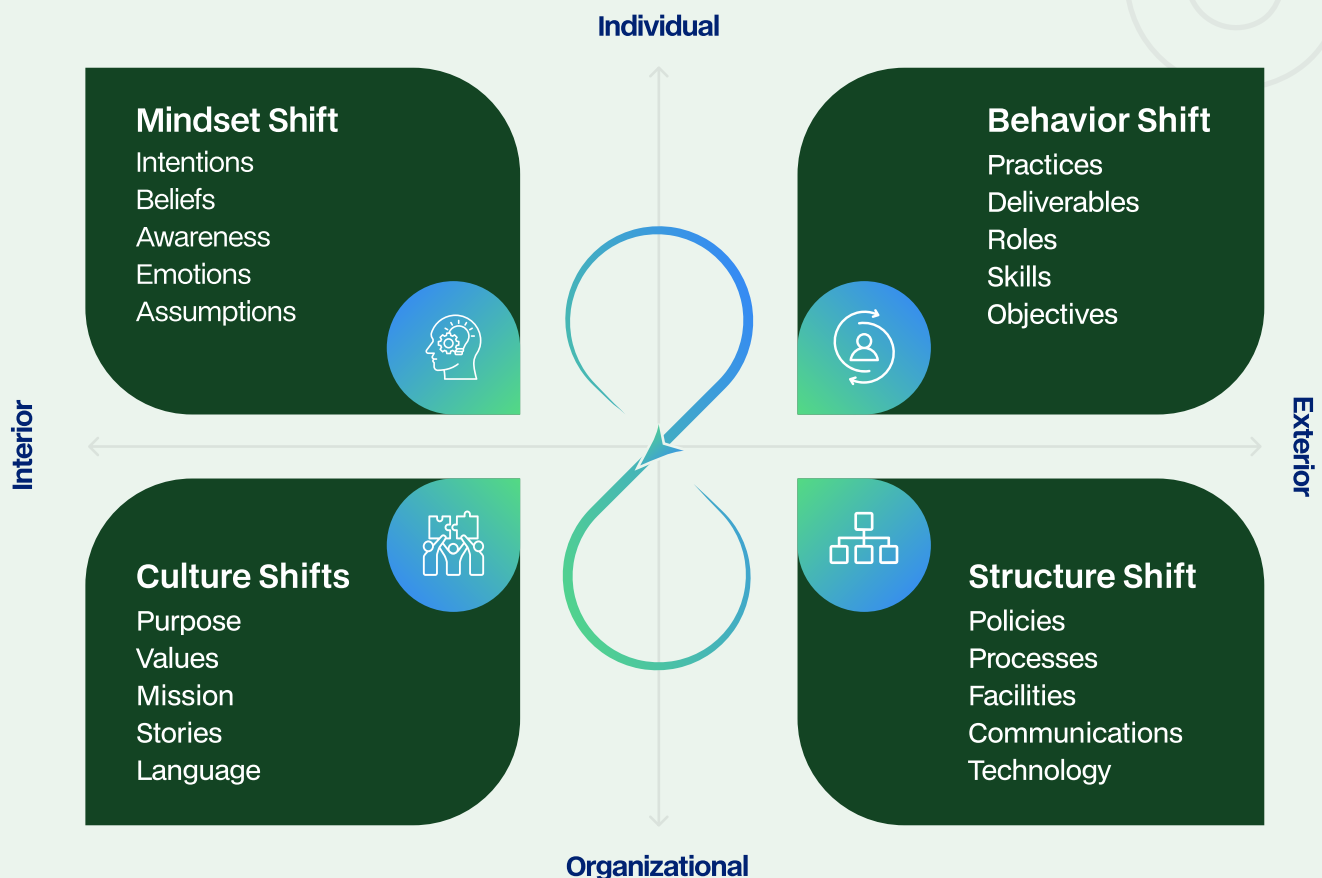 Individual
Mindset Shift
Intentions
Beliefs
Awareness
Emotions
Assumptions
Behavior Shift
Practices
Deliverables
Roles
Skills
Objectives
Interior
Exterior
Culture Shifts
Purpose
Values
Mission
Stories
Language
Structure Shift
Policies
Processes
Facilities
Communications
Technology
Organizational